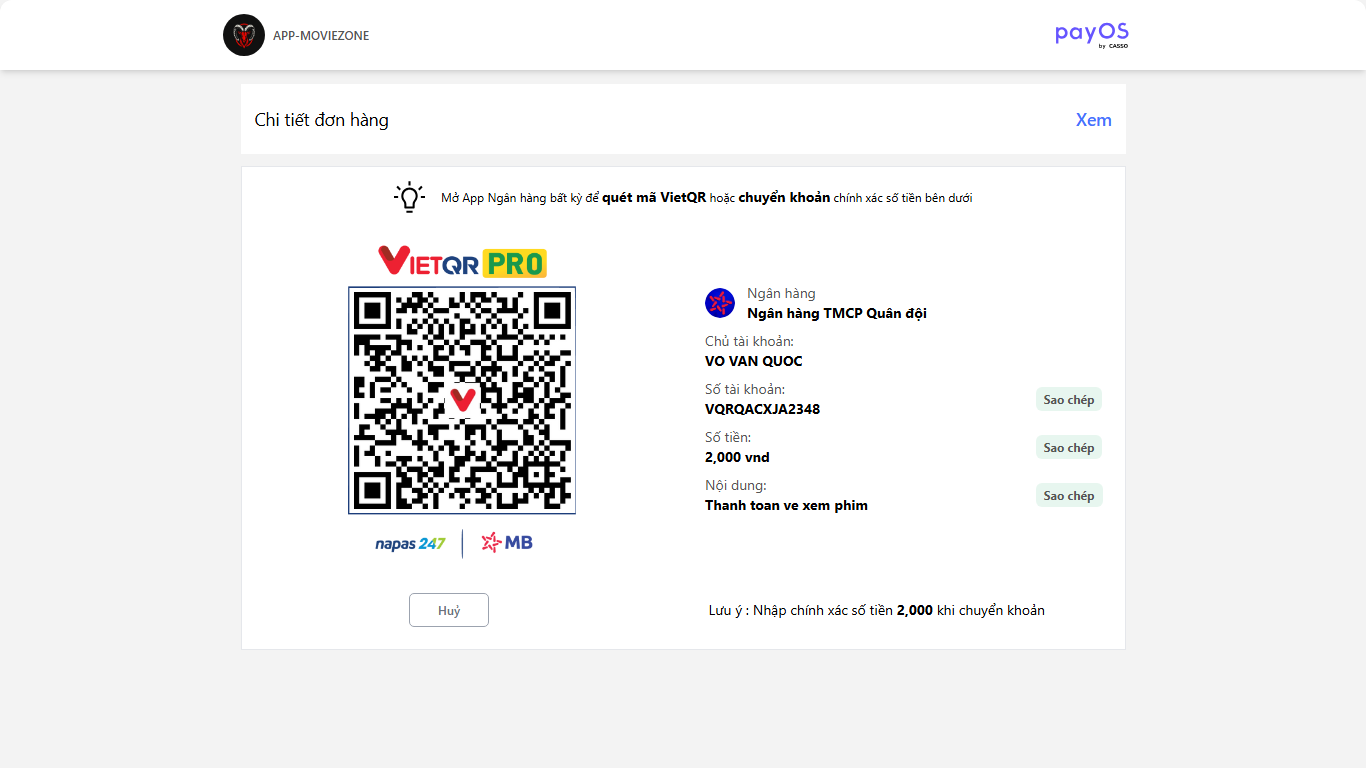 APP-MOVIEZONE
payOS
by CASSO
Chi tiết đơn hàng
Xem
Mở App Ngân hàng bất kỳ để quét mã VietQR hoặc chuyển khoản chính xác số tiền bên dưới
VIETQR PRO
napas 247
MB
Ngân hàng
Ngân hàng TMCP Quân đội
Chủ tài khoản:
VO VAN QUOC
Số tài khoản:
VQRQACXJA2348
Sao chép
Số tiền:
2,000 vnd
Sao chép
Nội dung:
Thanh toan ve xem phim
Sao chép
Huỷ
Lưu ý : Nhập chính xác số tiền 2,000 khi chuyển khoản